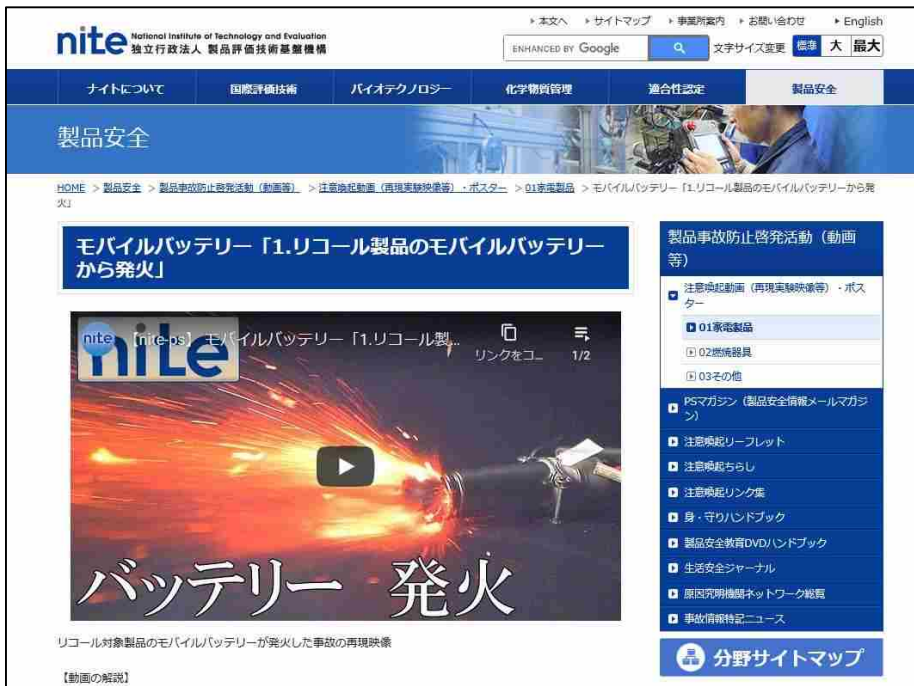 本文へ サイトマップ 事業所案内 お問い合わせ English
nite National Institute of Technology and Evaluation
独立行政法人 製品評価技術基盤機構
ENHANCED BY Google
文字サイズ変更 標準 大 最大
ナイトについて 国際評価技術 バイオテクノロジー 化学物質管理 適合性認定 製品安全
製品安全
HOME > 製品安全 > 製品事故防止啓発活動（動画等） > 注意喚起動画（再現実験映像等）・ポスター > 01家電製品 > モバイルバッテリー「1.リコール製品のモバイルバッテリーから発
火」
モバイルバッテリー「1.リコール製品のモバイルバッテリー
から発火」
nite
nite
【nite-ps】モバイルバッテリー「1.リコール製...
リンクをコ...
1/2
バッテリー 発火
リコール対象製品のモバイルバッテリーが発火した事故の再現映像
【動画の解説】
製品事故防止啓発活動（動画
等）
注意喚起動画（再現実験映像等）・ポス
ター
01家電製品
02燃焼器具
03その他
PSマガジン（製品安全情報メールマガジ
ン）
注意喚起リーフレット
注意喚起ちらし
注意喚起リンク集
身・守りハンドブック
製品安全教育DVDハンドブック
生活安全ジャーナル
原因究明機関ネットワーク総覧
事故情報特記ニュース
分野サイトマップ